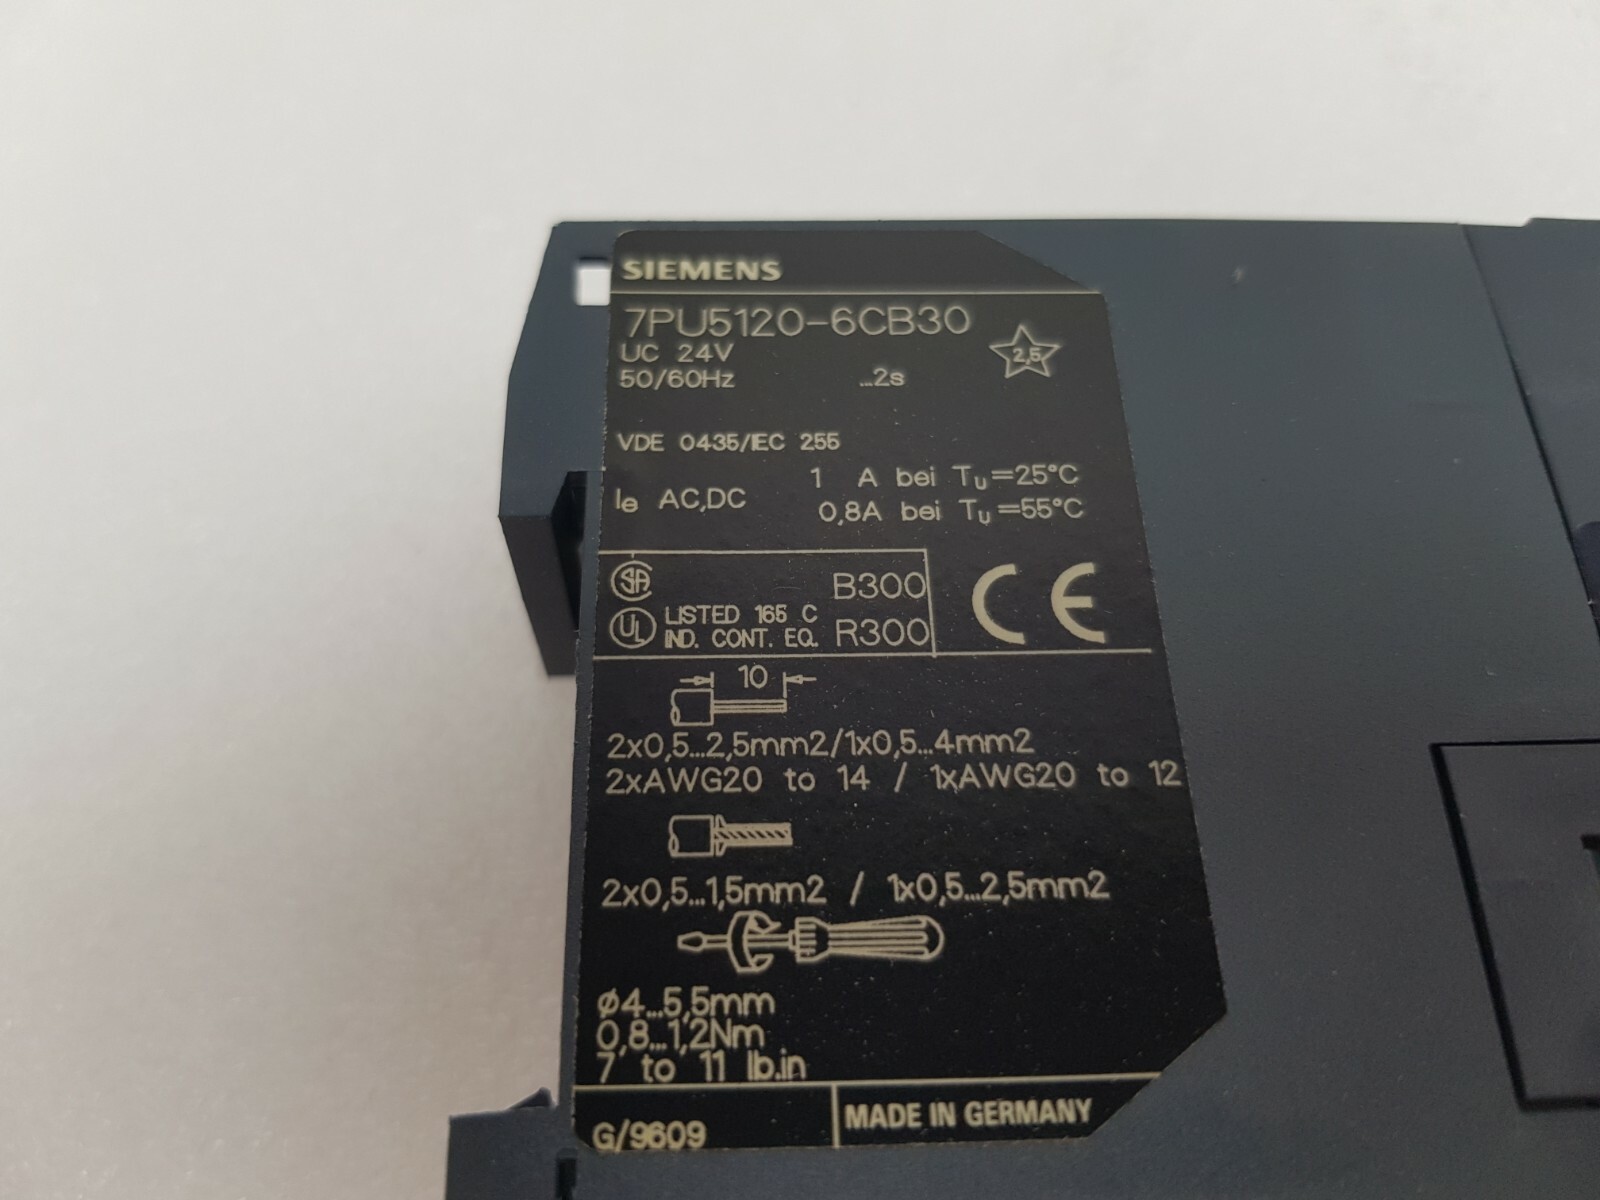 SIEMENS
7PU5120-6CB30
UC 24V
2,5
50/60Hz ...2s
VDE 0435/IEC 255
Ie AC,DC 1 A bei Tu=25°C
0,8A bei Tu=55°C
SA B300
UL LISTED 165 C
IND. CONT. EQ. R300
CE
10
2x0,5...2,5mm2/1x0,5...4mm2
2xAWG20 to 14 / 1xAWG20 to 12
2x0,5...1,5mm2 / 1x0,5...2,5mm2
ø4...5,5mm
0,8...1,2Nm
7 to 11 lb.in
G/9609 MADE IN GERMANY